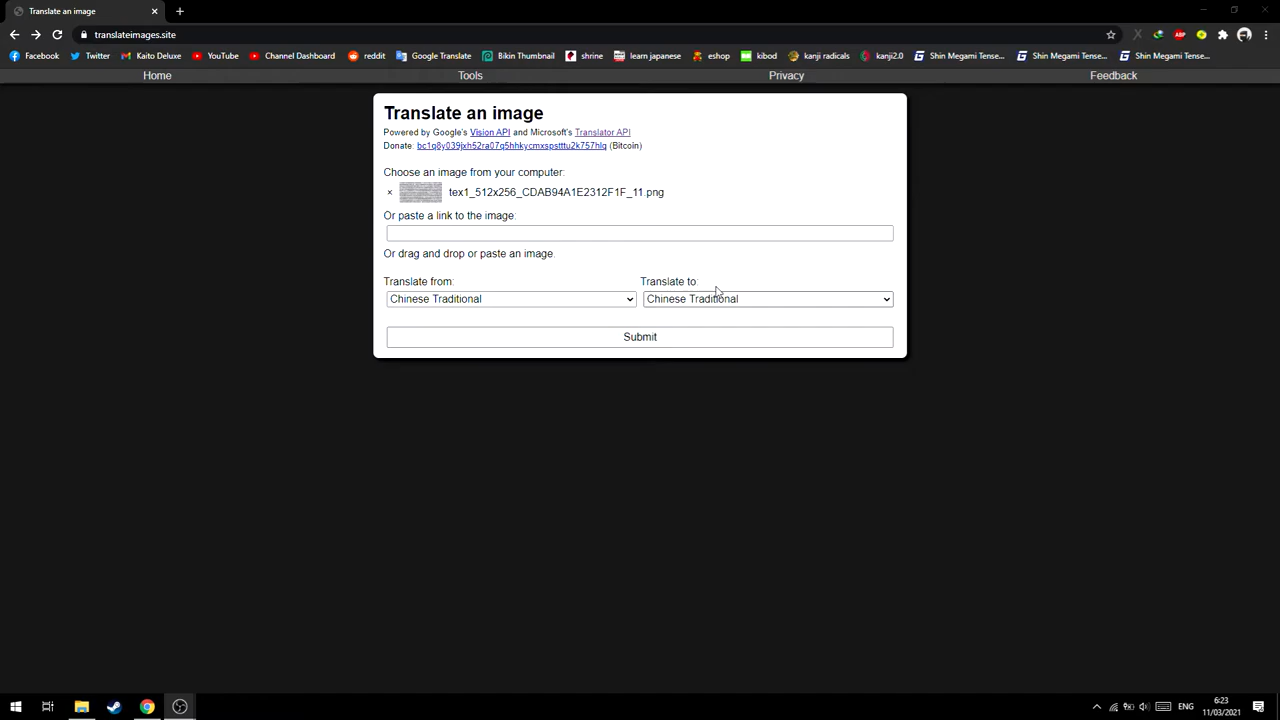 Translate an image
translateimages.site
Facebook Twitter Kaito Deluxe YouTube Channel Dashboard reddit Google Translate Bikin Thumbnail shrine learn japanese eshop kibod kanji radicals kanji2.0 Shin Megami Tense... Shin Megami Tense... Shin Megami Tense...
Home Tools Privacy Feedback
Translate an image
Powered by Google's Vision API and Microsoft's Translator API
Donate: bc1q8y039jxh52ra07q5hhkycmxspstttu2k757hlq (Bitcoin)
Choose an image from your computer:
× tex1_512x256_CDAB94A1E2312F1F_11.png
Or paste a link to the image:
Or drag and drop or paste an image.
Translate from: Translate to:
Chinese Traditional Chinese Traditional
Submit
ENG 6:23
11/03/2021